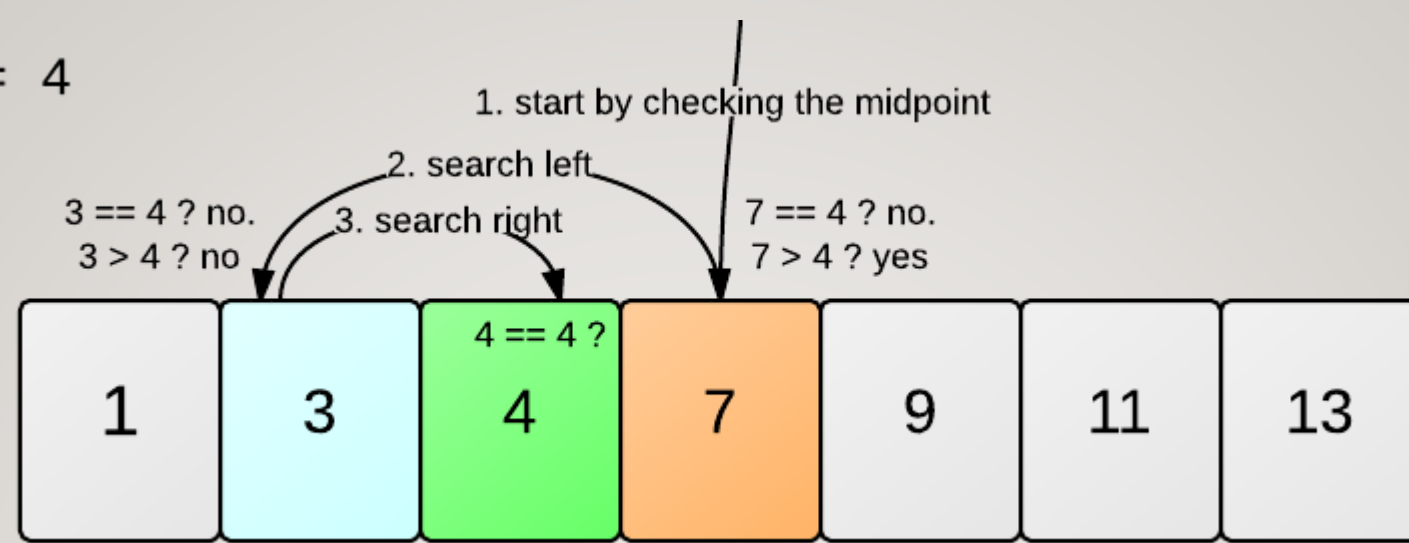 = 4
1. start by checking the midpoint
2. search left
3 == 4 ? no.
3 > 4 ? no
3. search right
7 == 4 ? no.
7 > 4 ? yes
4 == 4 ?
1
3
4
7
9
11
13